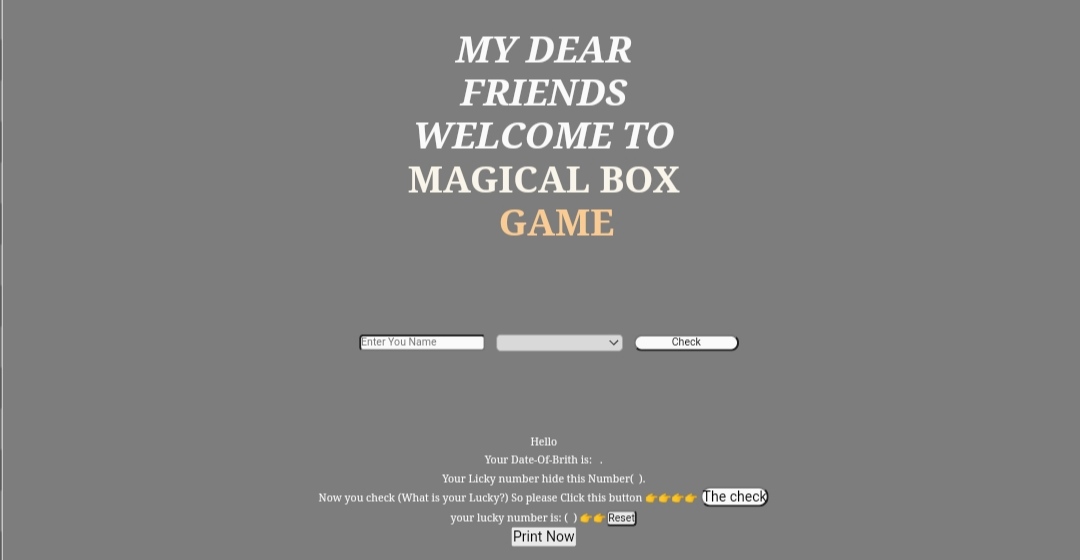 MY DEAR
FRIENDS
WELCOME TO
MAGICAL BOX
GAME
Enter You Name
Check
Hello
Your Date-Of-Brith is: .
Your Licky number hide this Number( ).
Now you check (What is your Lucky?) So please Click this button 👉👉👉👉 The check
your lucky number is: ( ) 👉👉 Reset
Print Now